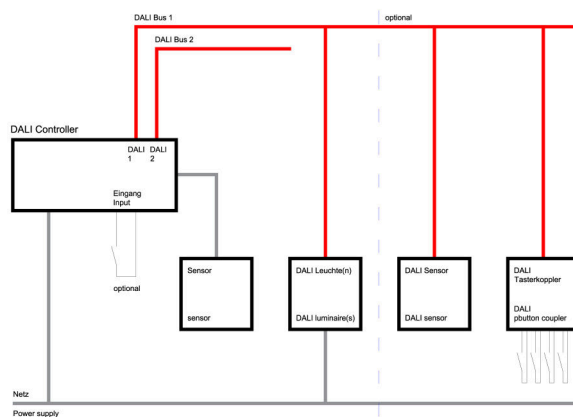 DALI Bus 1
optional
DALI Bus 2
DALI Controller
DALI DALI
1 2
Eingang
Input
optional
Sensor
sensor
DALI Leuchte(n)
DALI luminaire(s)
DALI Sensor
DALI sensor
DALI
Tasterkoppler
DALI
pbutton coupler
Netz
Power supply